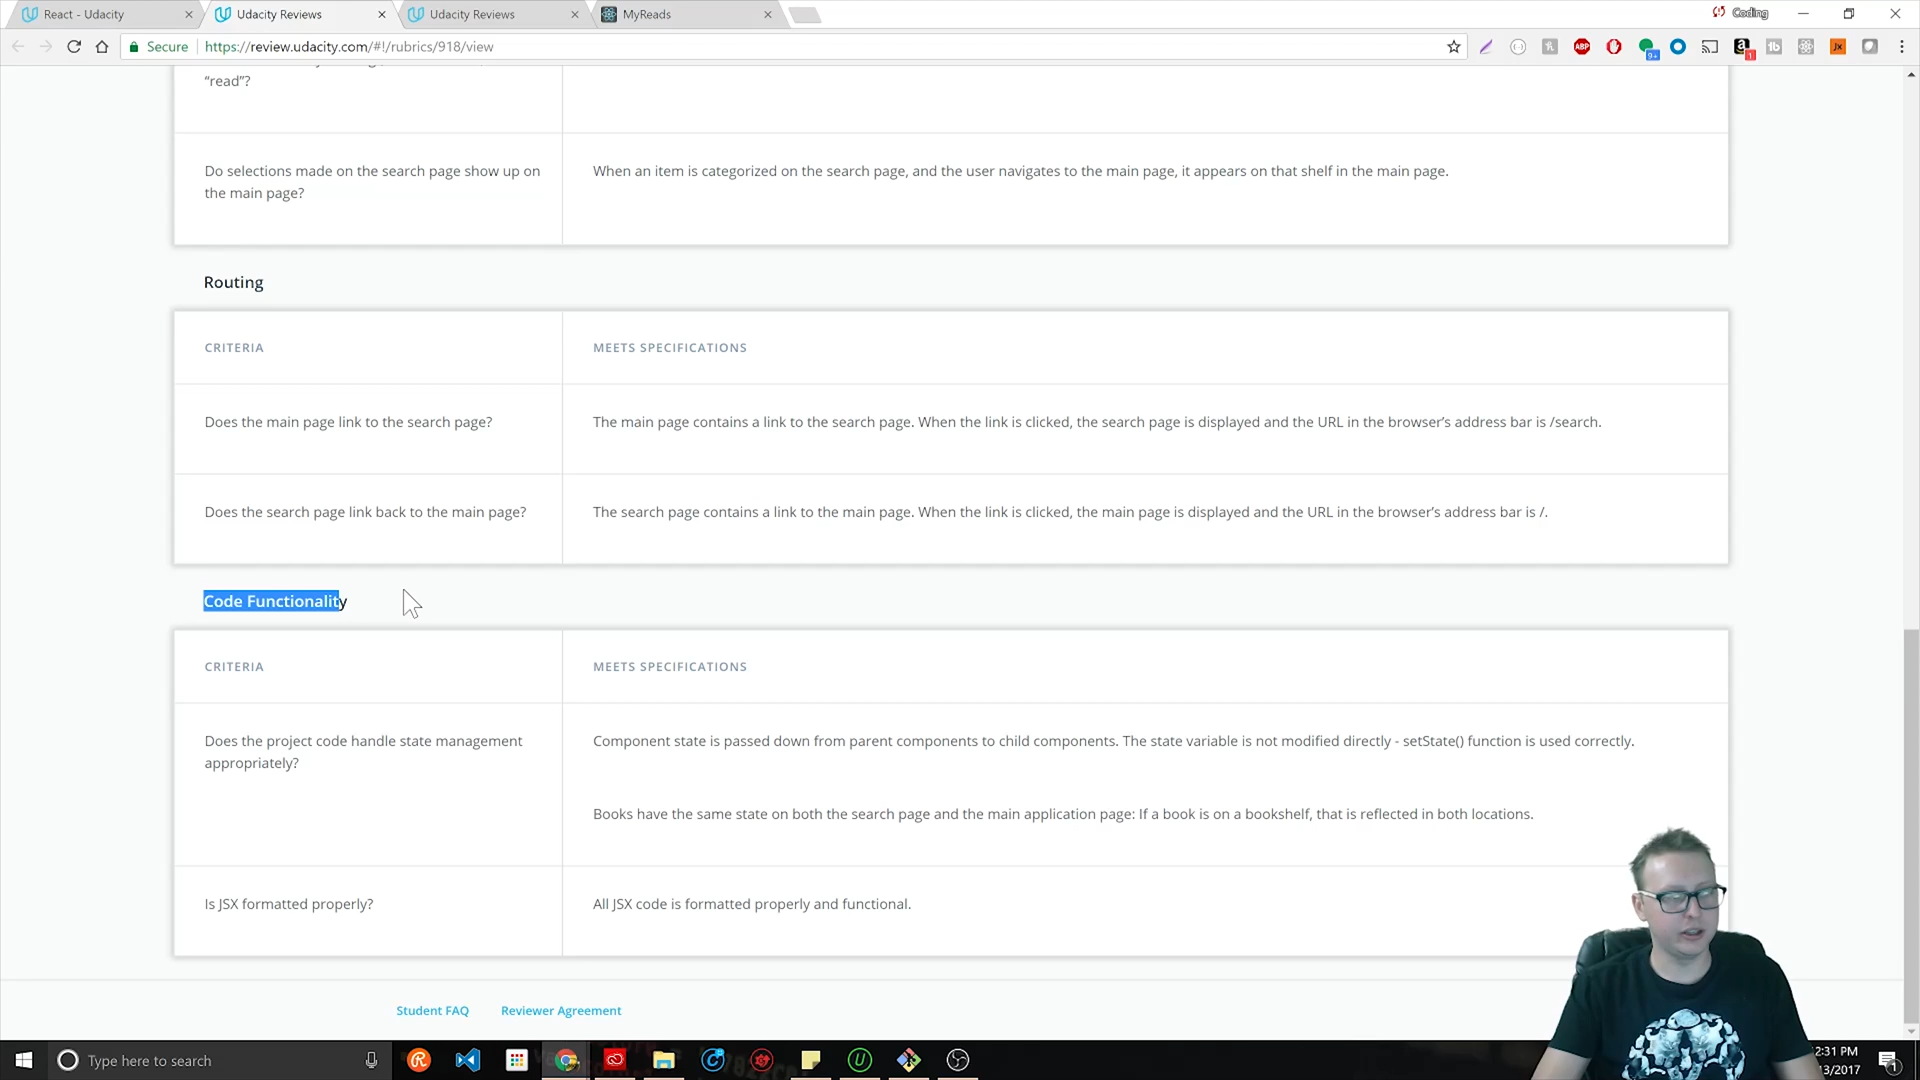 React - Udacity
Udacity Reviews
Udacity Reviews
MyReads
Coding
Secure
https://review.udacity.com/#!/rubrics/918/view
ABP
9+
1
tb
JX
“read”?
Do selections made on the search page show up on
the main page?
When an item is categorized on the search page, and the user navigates to the main page, it appears on that shelf in the main page.
Routing
CRITERIA
MEETS SPECIFICATIONS
Does the main page link to the search page?
The main page contains a link to the search page. When the link is clicked, the search page is displayed and the URL in the browser’s address bar is /search.
Does the search page link back to the main page?
The search page contains a link to the main page. When the link is clicked, the main page is displayed and the URL in the browser’s address bar is /.
Code Functionality
CRITERIA
MEETS SPECIFICATIONS
Does the project code handle state management
appropriately?
Component state is passed down from parent components to child components. The state variable is not modified directly - setState() function is used correctly.
Books have the same state on both the search page and the main application page: If a book is on a bookshelf, that is reflected in both locations.
Is JSX formatted properly?
All JSX code is formatted properly and functional.
Student FAQ
Reviewer Agreement
Type here to search
2:31 PM
3/2017
1